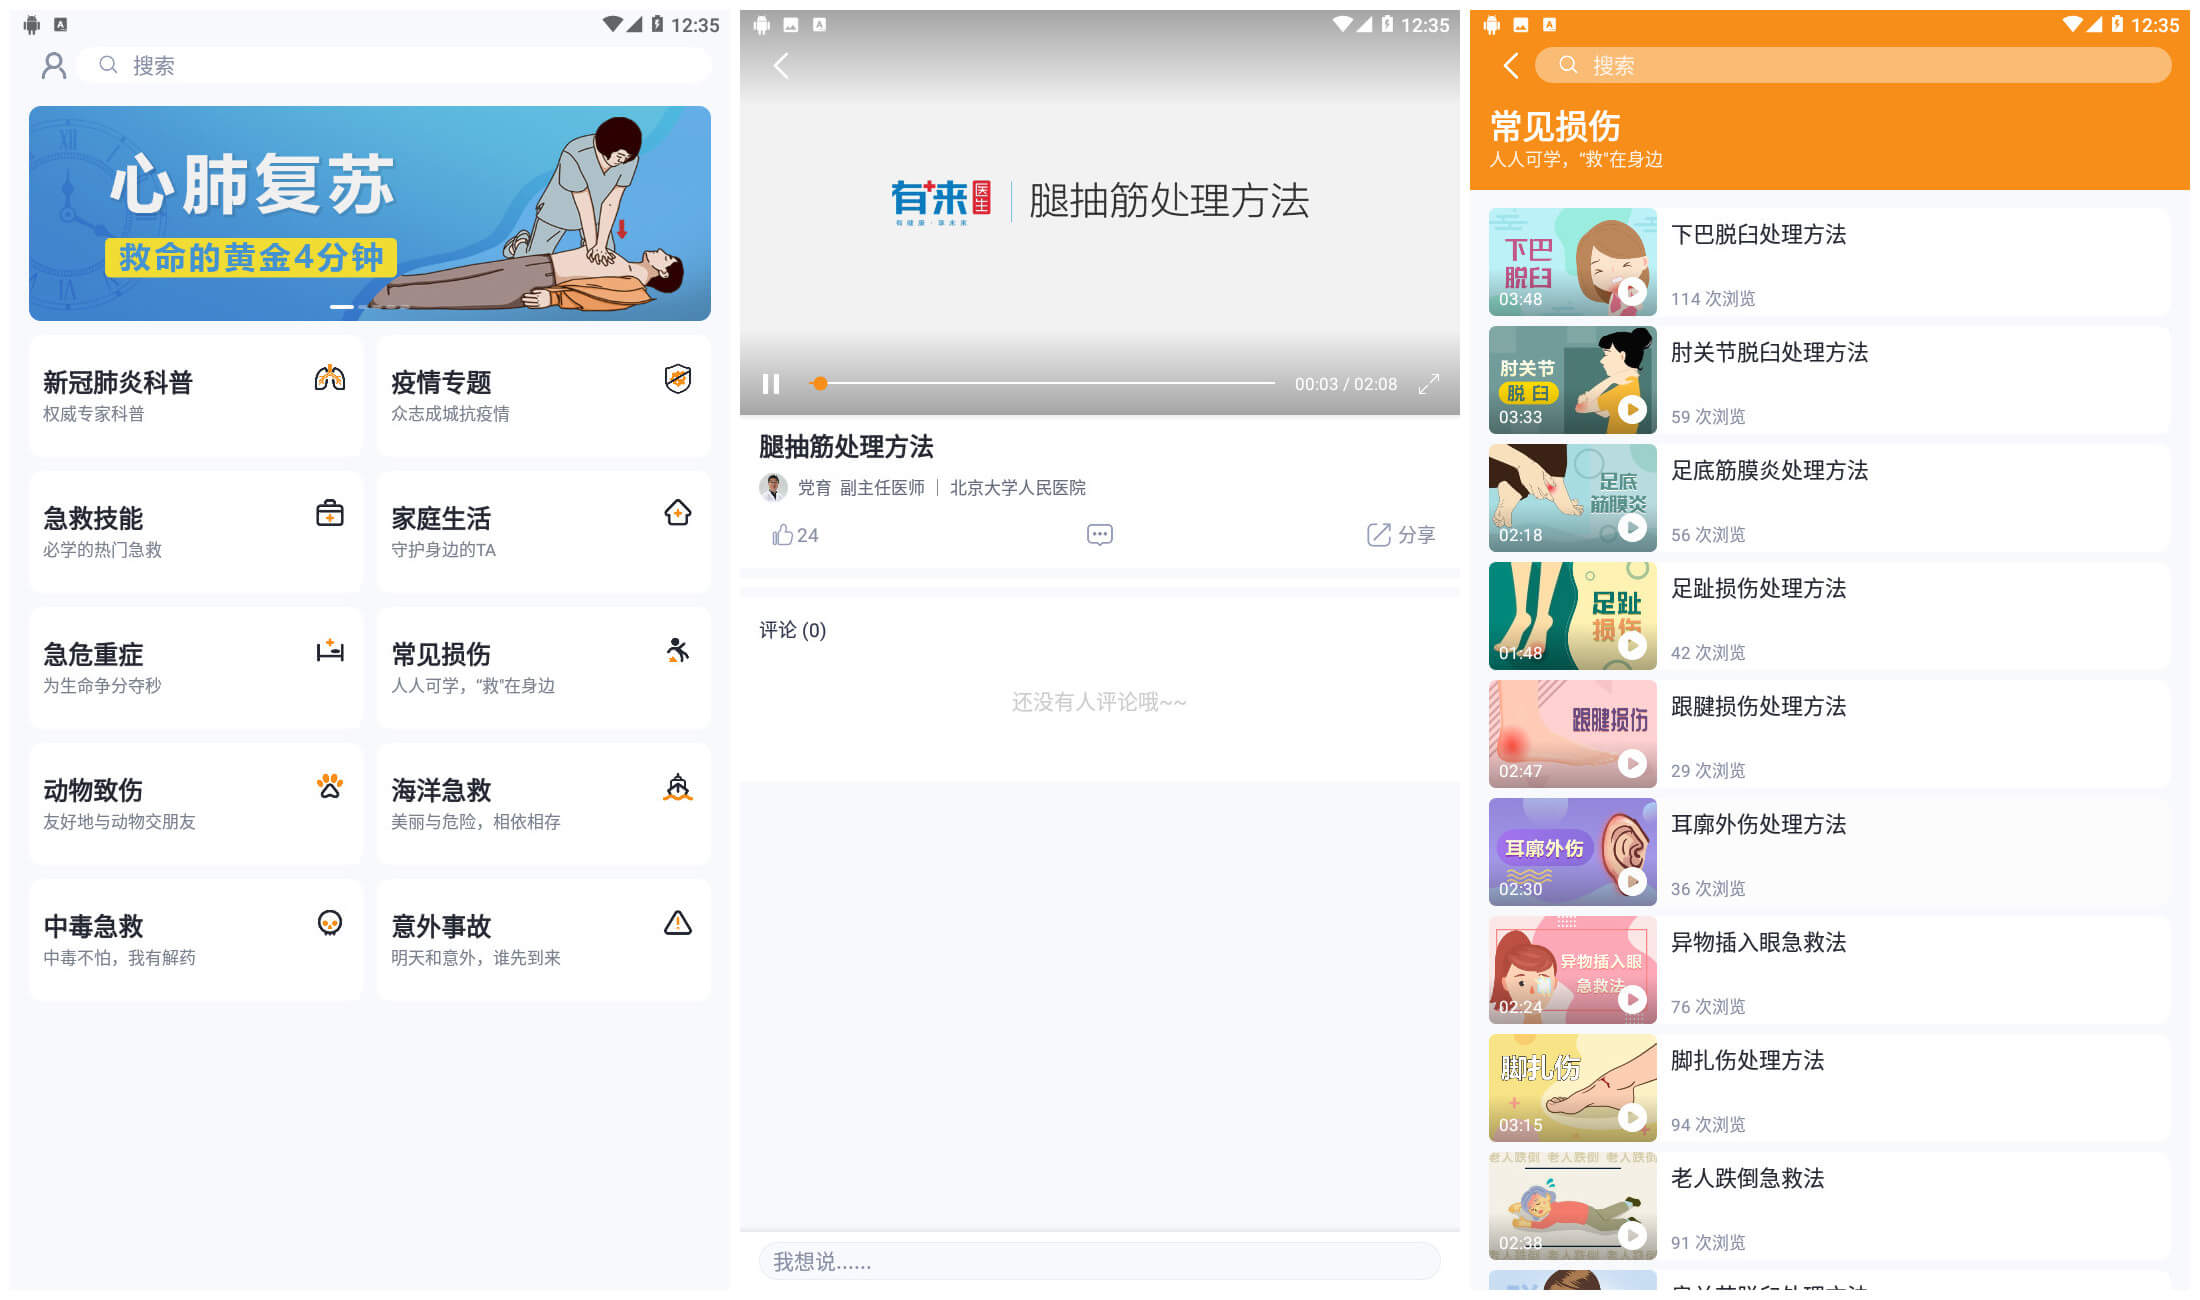 12:35
搜索
心肺复苏
救命的黄金4分钟
新冠肺炎科普
权威专家科普
疫情专题
众志成城抗疫情
急救技能
必学的热门急救
家庭生活
守护身边的TA
急危重症
为生命争分夺秒
常见损伤
人人可学，“救"在身边
动物致伤
友好地与动物交朋友
海洋急救
美丽与危险，相依相存
中毒急救
中毒不怕，我有解药
意外事故
明天和意外，谁先到来
12:35
有来医生
腿抽筋处理方法
00:03 / 02:08
腿抽筋处理方法
党育 副主任医师 | 北京大学人民医院
24
分享
评论 (0)
还没有人评论哦~~
我想说......
12:35
搜索
常见损伤
人人可学，“救"在身边
下巴
脱臼
03:48
下巴脱臼处理方法
114 次浏览
肘关节
脱臼
03:33
肘关节脱臼处理方法
59 次浏览
足底
筋膜炎
02:18
足底筋膜炎处理方法
56 次浏览
足趾
损伤
01:48
足趾损伤处理方法
42 次浏览
跟腱损伤
02:47
跟腱损伤处理方法
29 次浏览
耳廓外伤
02:30
耳廓外伤处理方法
36 次浏览
异物插入眼
急救法
02:24
异物插入眼急救法
76 次浏览
脚扎伤
03:15
脚扎伤处理方法
94 次浏览
老人跌倒 老人跌倒 老人跌倒
02:38
老人跌倒急救法
91 次浏览